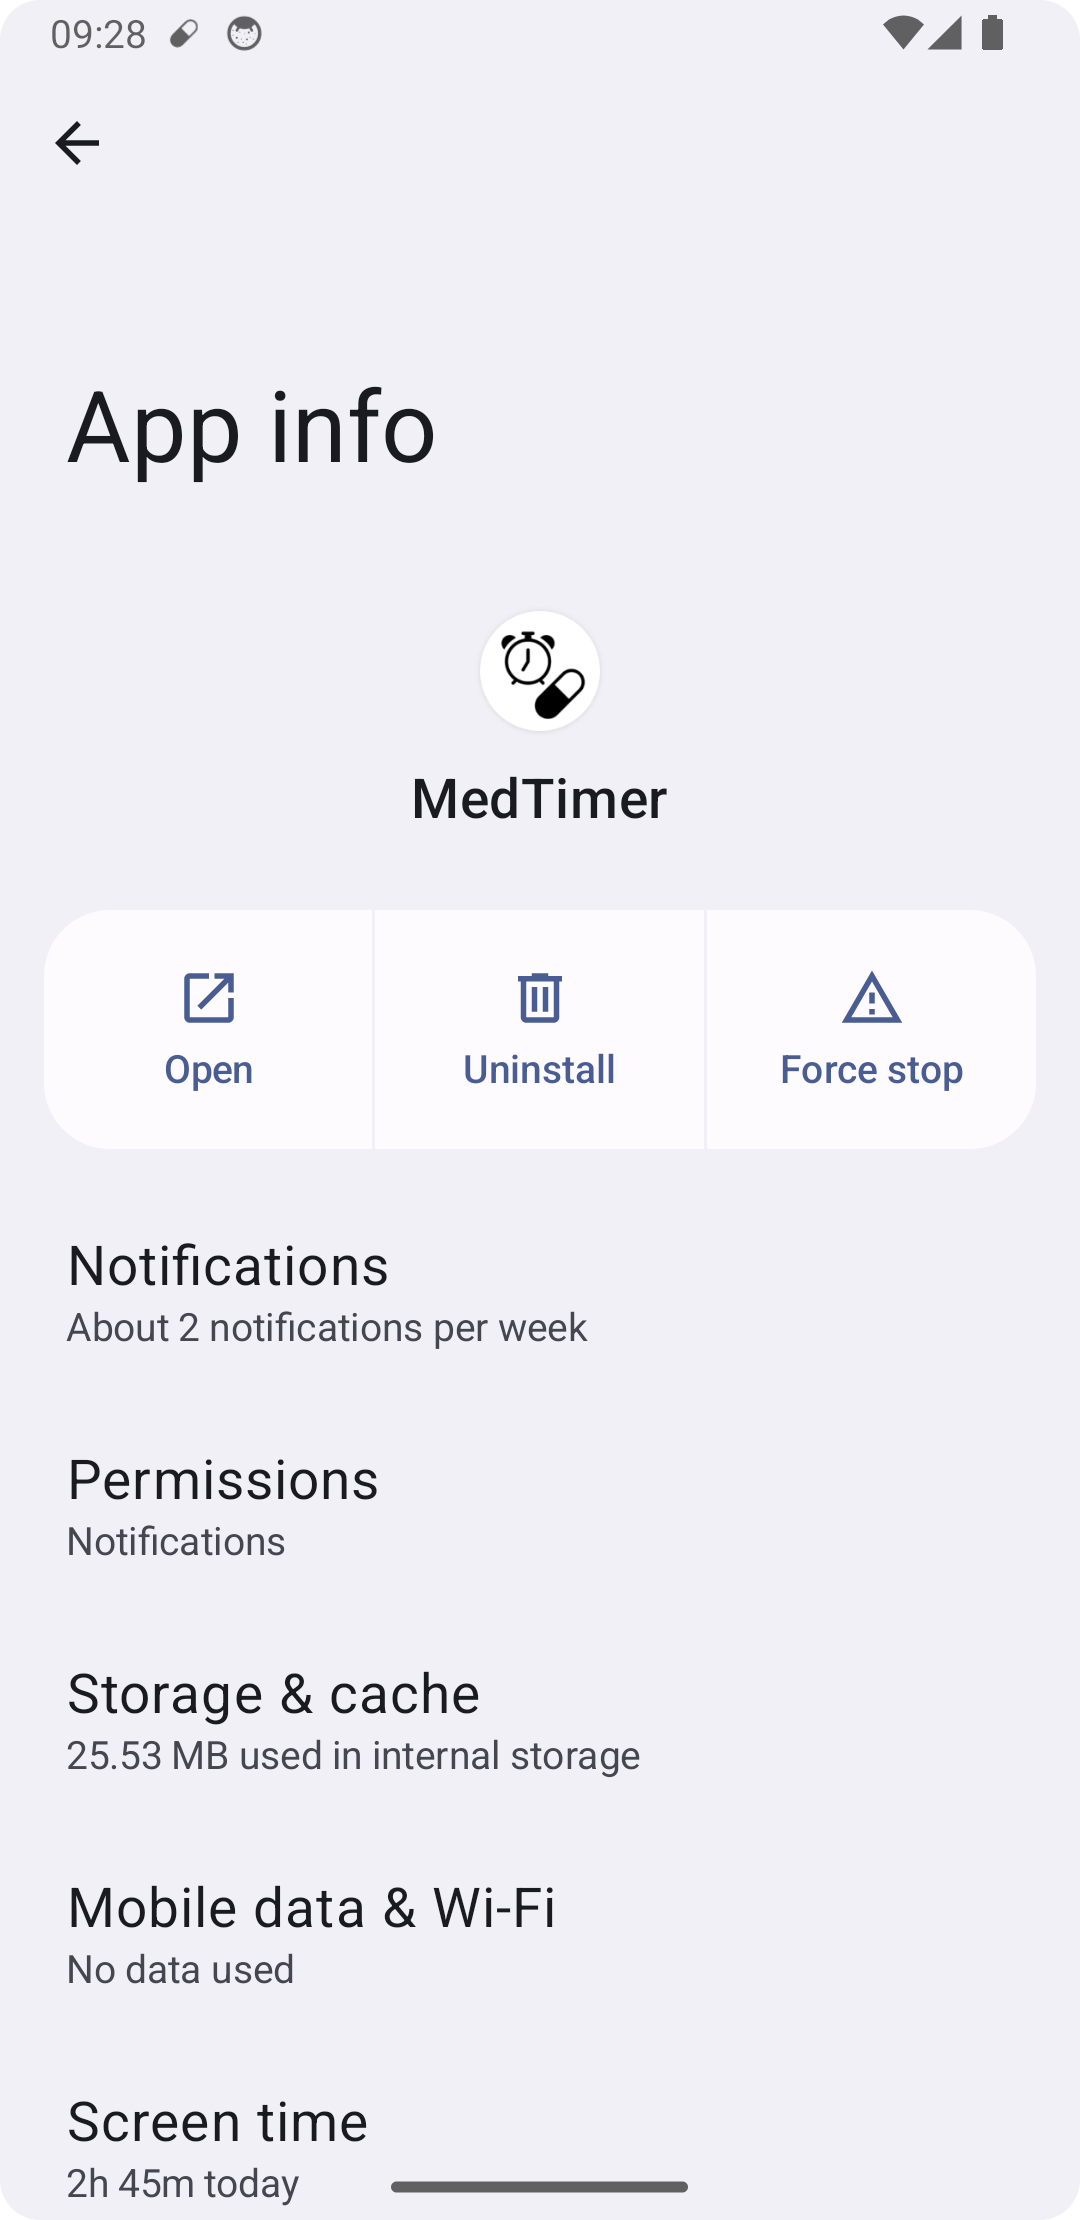 09:28
App info
MedTimer
Open
Uninstall
Force stop
Notifications
About 2 notifications per week
Permissions
Notifications
Storage & cache
25.53 MB used in internal storage
Mobile data & Wi-Fi
No data used
Screen time
2h 45m today